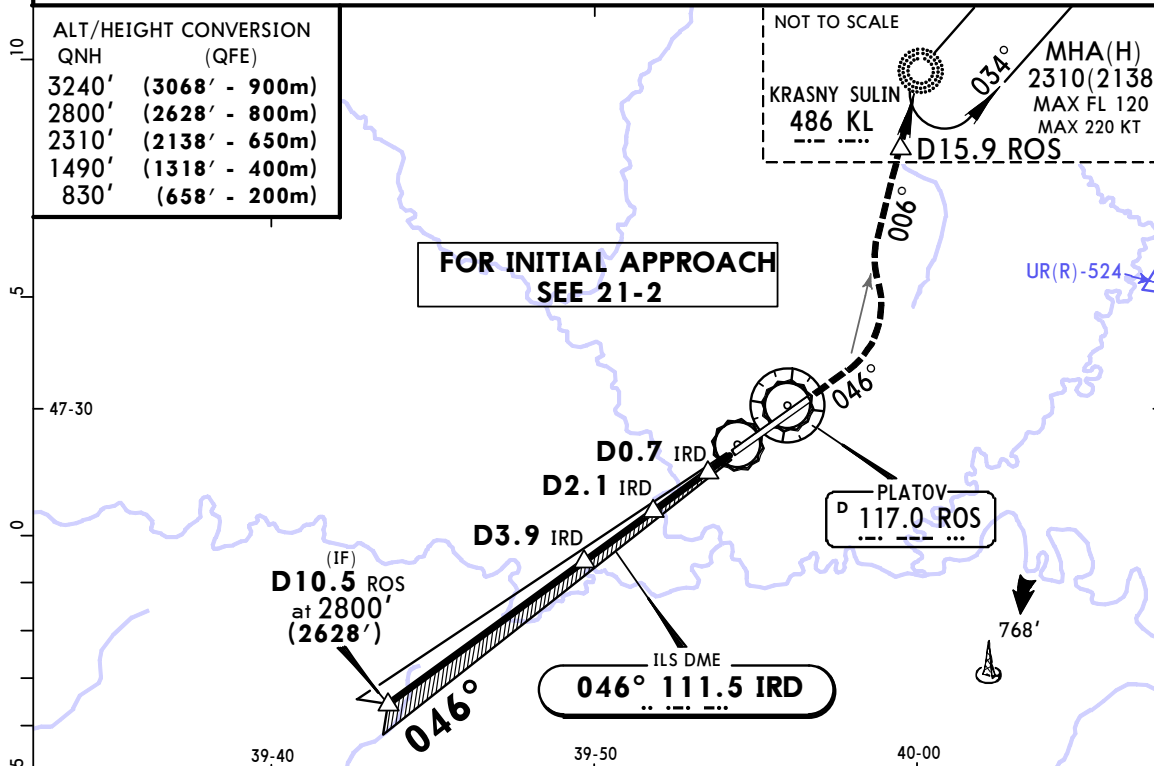 ALT/HEIGHT CONVERSION
QNH (QFE)
3240' (3068' - 900m)
2800' (2628' - 800m)
2310' (2138' - 650m)
1490' (1318' - 400m)
830' (658' - 200m)
NOT TO SCALE
KRASNY SULIN
486 KL
034°
MHA(H)
2310(2138
MAX FL 120
MAX 220 KT
D15.9 ROS
006°
FOR INITIAL APPROACH
SEE 21-2
UR(R)-524
046°
D0.7 IRD
D2.1 IRD
D3.9 IRD
PLATOV
D 117.0 ROS
(IF)
D10.5 ROS
at 2800'
(2628')
ILS DME
046° 111.5 IRD
046°
768'
10
5
47-30
0
5
39-40
39-50
40-00